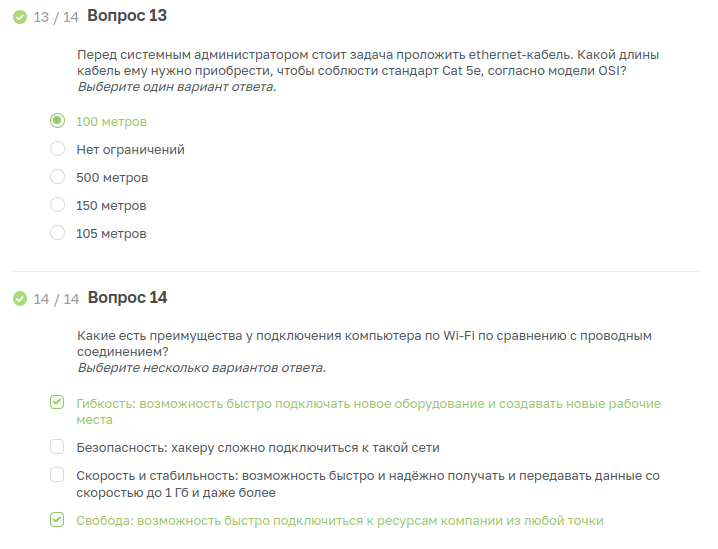 13 / 14 Вопрос 13
Перед системным администратором стоит задача проложить ethernet-кабель. Какой длины
кабель ему нужно приобрести, чтобы соблюсти стандарт Cat 5e, согласно модели OSI?
Выберите один вариант ответа.
100 метров
Нет ограничений
500 метров
150 метров
105 метров
14 / 14 Вопрос 14
Какие есть преимущества у подключения компьютера по Wi-Fi по сравнению с проводным
соединением?
Выберите несколько вариантов ответа.
Гибкость: возможность быстро подключать новое оборудование и создавать новые рабочие
места
Безопасность: хакеру сложно подключиться к такой сети
Скорость и стабильность: возможность быстро и надёжно получать и передавать данные со
скоростью до 1 Гб и даже более
Свобода: возможность быстро подключиться к ресурсам компании из любой точки